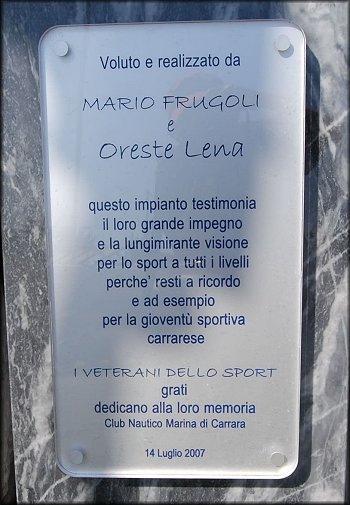 Voluto e realizzato da
MARIO FRUGOLI
e
Oreste Lena
questo impianto testimonia
il loro grande impegno
e la lungimirante visione
per lo sport a tutti i livelli
perche' resti a ricordo
e ad esempio
per la gioventù sportiva
carrarese
I VETERANI DELLO SPORT
grati
dedicano alla loro memoria
Club Nautico Marina di Carrara
14 Luglio 2007